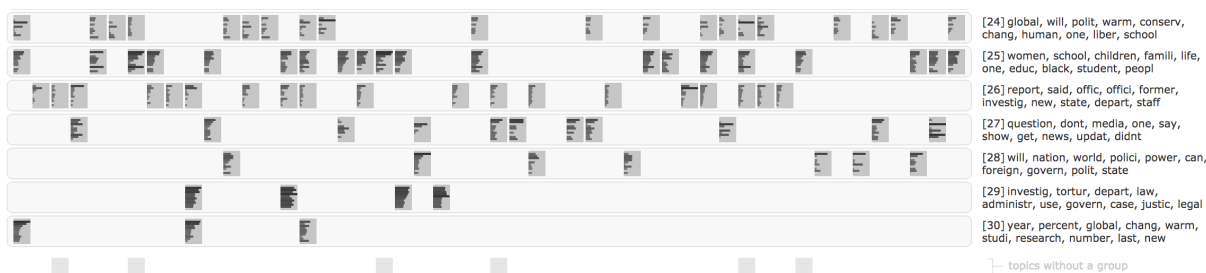 [24] global, will, polit, warm, conserv,
chang, human, one, liber, school
[25] women, school, children, famili, life,
one, educ, black, student, peopl
[26] report, said, offic, offici, former,
investig, new, state, depart, staff
[27] question, dont, media, one, say,
show, get, news, updat, didnt
[28] will, nation, world, polici, power, can,
foreign, govern, polit, state
[29] investig, tortur, depart, law,
administr, use, govern, case, justic, legal
[30] year, percent, global, chang, warm,
studi, research, number, last, new
topics without a group